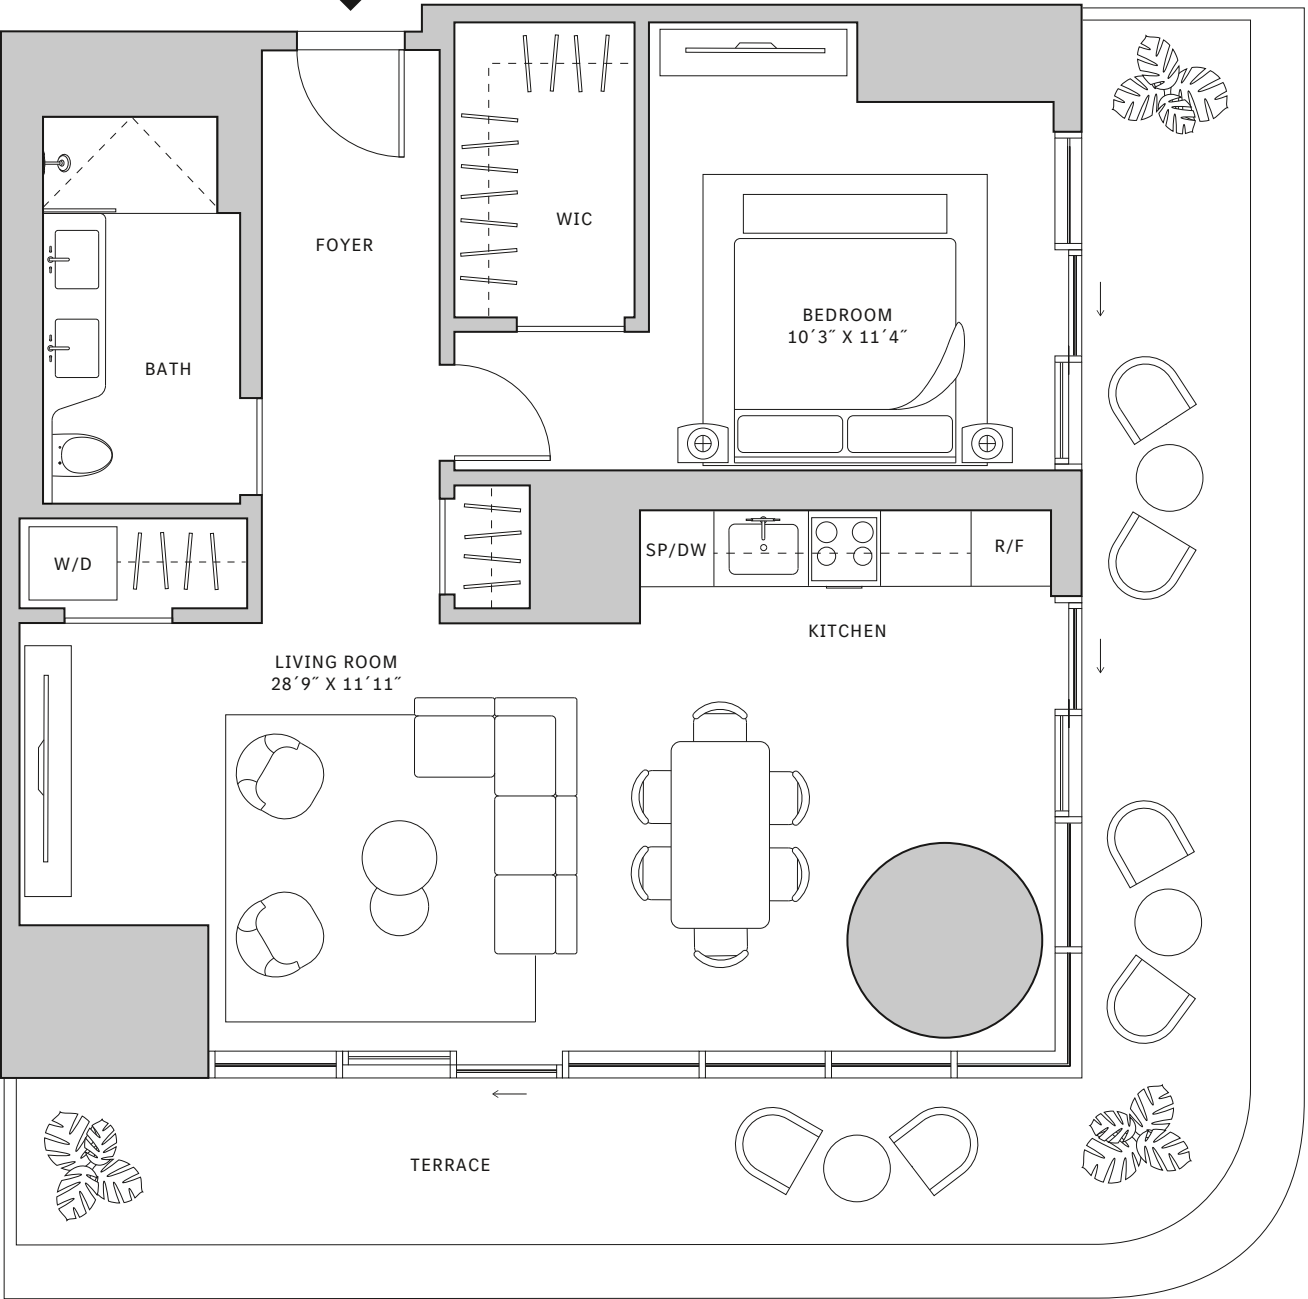 WIC
FOYER
BEDROOM
10´3˝ X 11´4˝
BATH
SP/DW
R/F
W/D
KITCHEN
LIVING ROOM
28´9˝ X 11´11˝
TERRACE